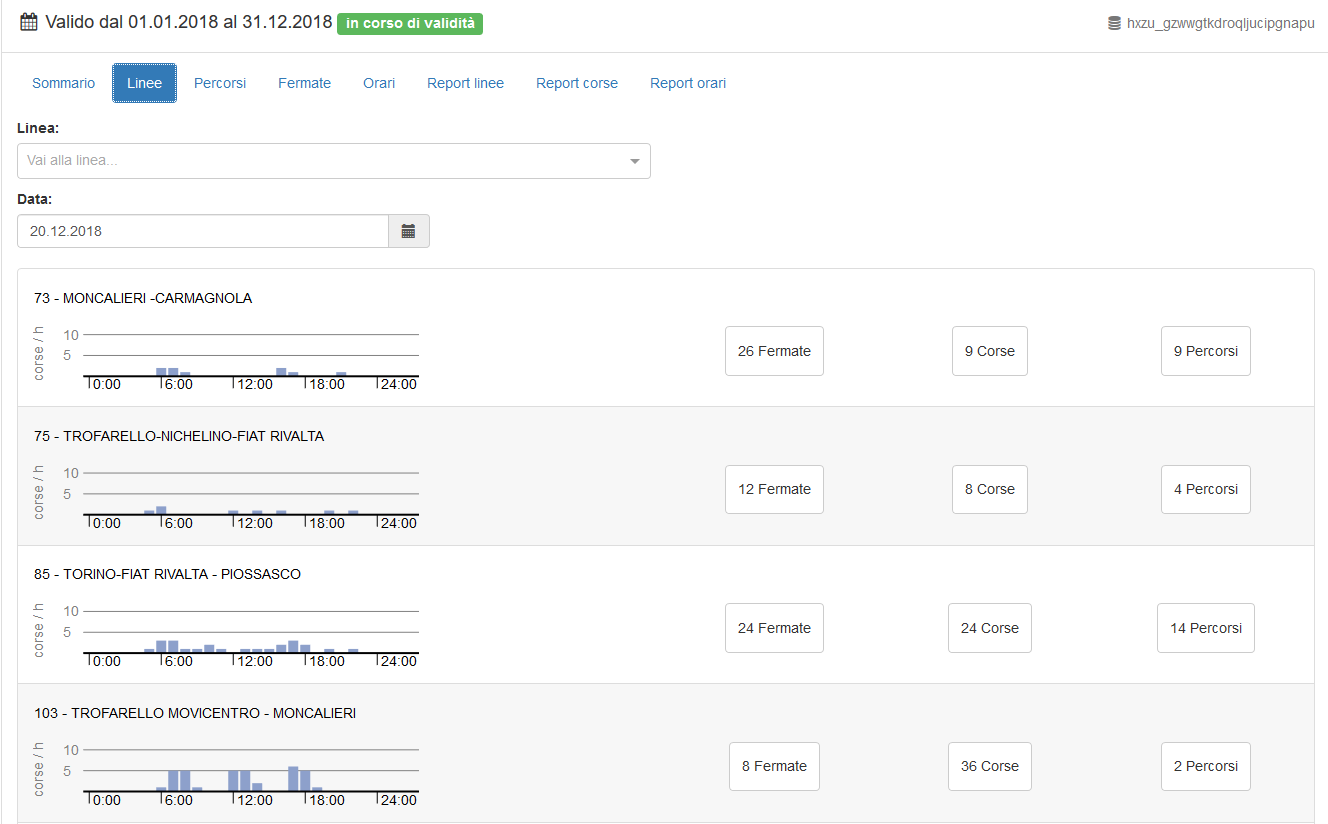 Valido dal 01.01.2018 al 31.12.2018 in corso di validità hxzu_gzwwgtkdroqljucipgnapu
Sommario Linee Percorsi Fermate Orari Report linee Report corse Report orari
Linea:
Vai alla linea...
Data:
20.12.2018
73 - MONCALIERI -CARMAGNOLA
corse / h
10
5
0:00 6:00 12:00 18:00 24:00
26 Fermate 9 Corse 9 Percorsi
75 - TROFARELLO-NICHELINO-FIAT RIVALTA
corse / h
10
5
0:00 6:00 12:00 18:00 24:00
12 Fermate 8 Corse 4 Percorsi
85 - TORINO-FIAT RIVALTA - PIOSSASCO
corse / h
10
5
0:00 6:00 12:00 18:00 24:00
24 Fermate 24 Corse 14 Percorsi
103 - TROFARELLO MOVICENTRO - MONCALIERI
corse / h
10
5
0:00 6:00 12:00 18:00 24:00
8 Fermate 36 Corse 2 Percorsi